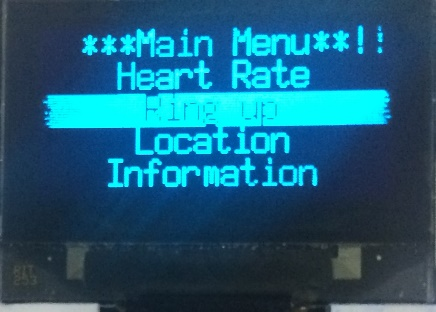 ***Main Menu**!!
Heart Rate
Ring up
Location
Information